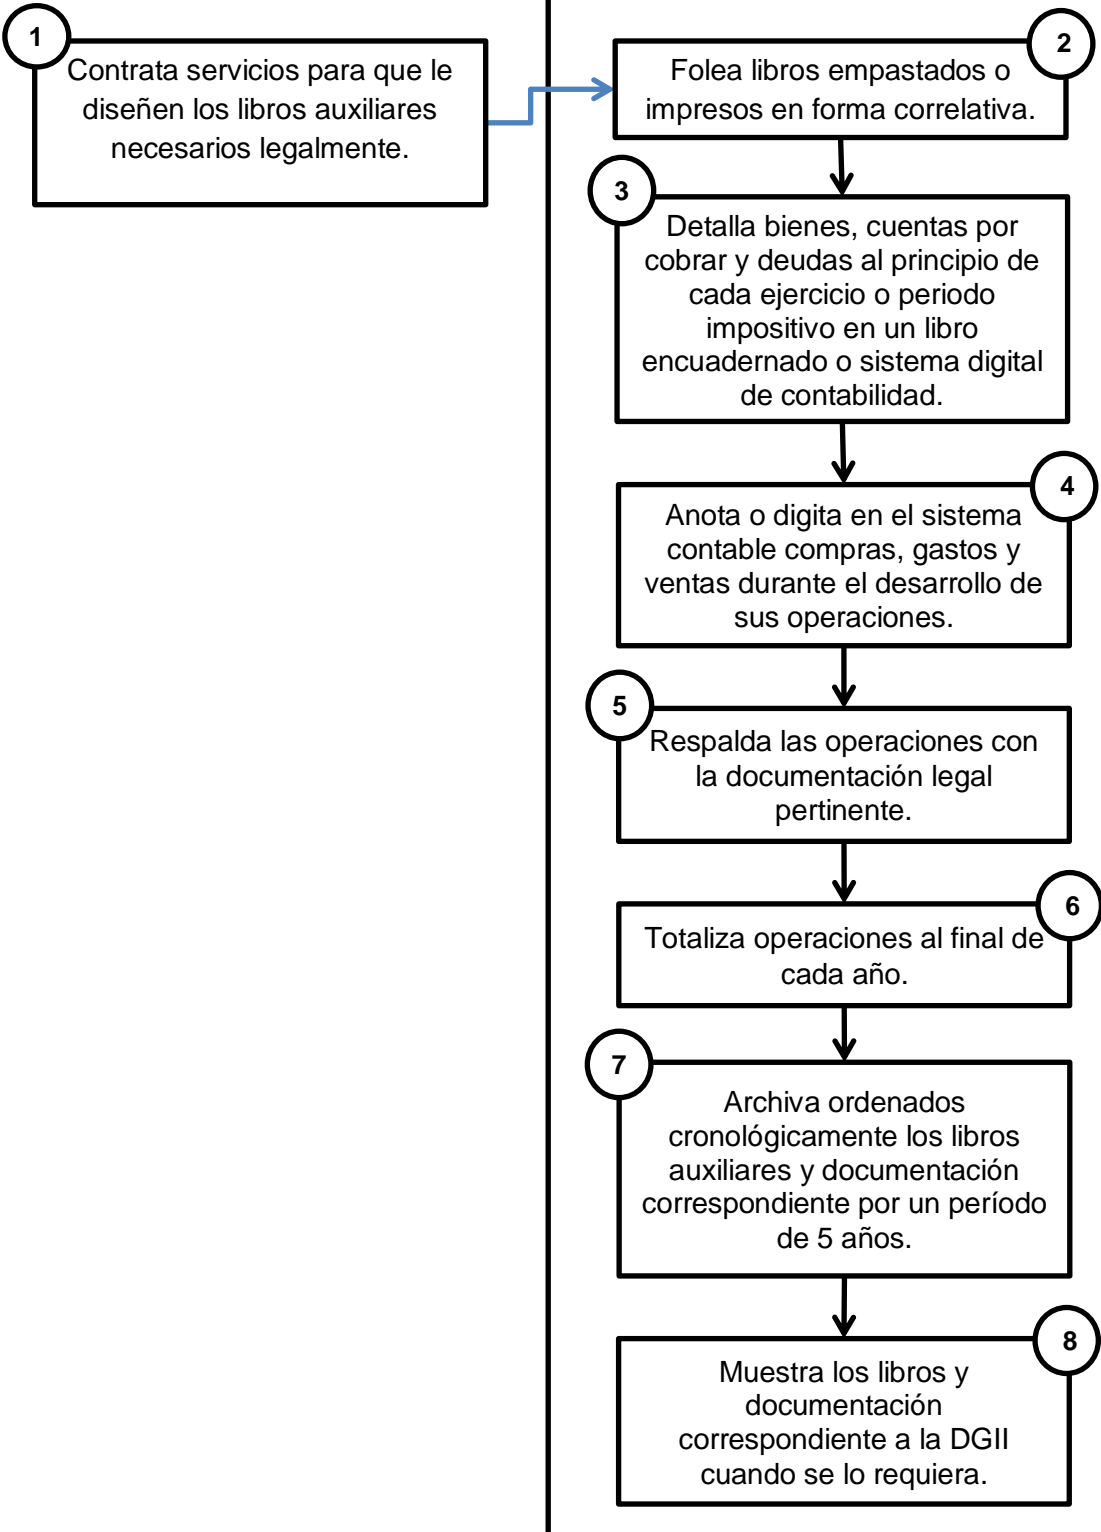 1
Contrata servicios para que le
diseñen los libros auxiliares
necesarios legalmente.
2
Folea libros empastados o
impresos en forma correlativa.
3
Detalla bienes, cuentas por
cobrar y deudas al principio de
cada ejercicio o periodo
impositivo en un libro
encuadernado o sistema digital
de contabilidad.
4
Anota o digita en el sistema
contable compras, gastos y
ventas durante el desarrollo de
sus operaciones.
5
Respalda las operaciones con
la documentación legal
pertinente.
6
Totaliza operaciones al final de
cada año.
7
Archiva ordenados
cronológicamente los libros
auxiliares y documentación
correspondiente por un período
de 5 años.
8
Muestra los libros y
documentación
correspondiente a la DGII
cuando se lo requiera.